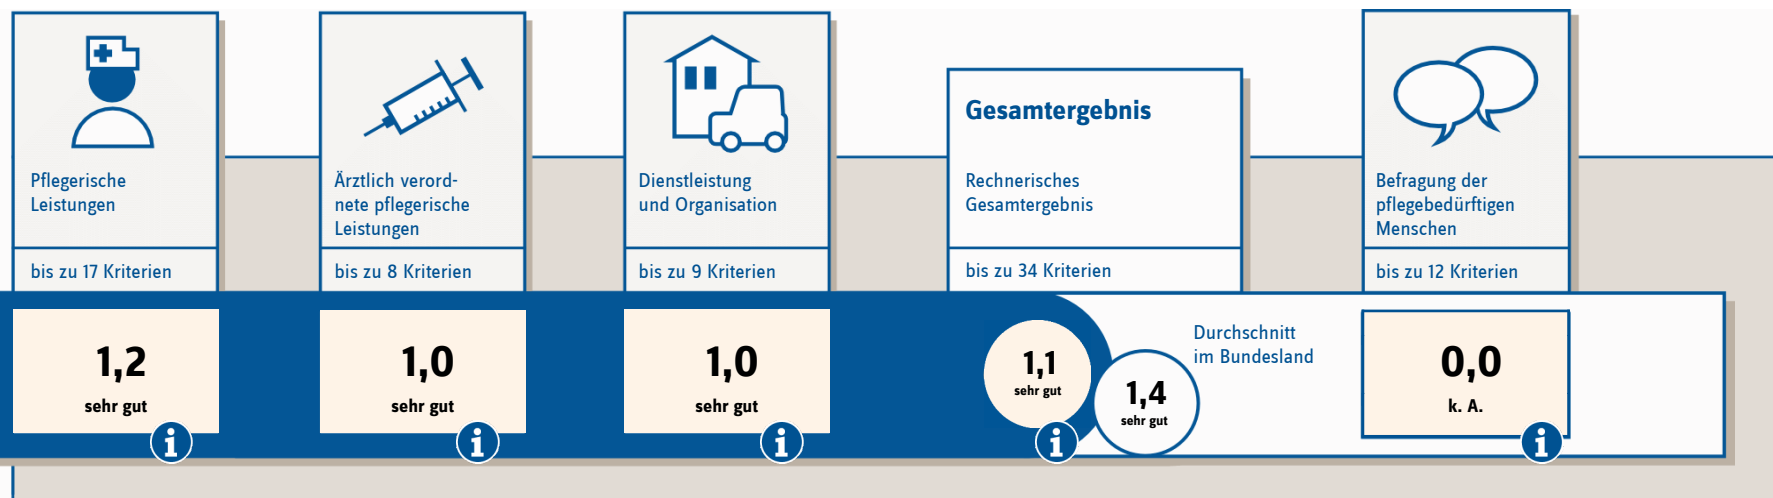 Pflegerische
Leistungen
bis zu 17 Kriterien
1,2
sehr gut
i
Ärztlich verord-
nete pflegerische
Leistungen
bis zu 8 Kriterien
1,0
sehr gut
i
Dienstleistung
und Organisation
bis zu 9 Kriterien
1,0
sehr gut
i
Gesamtergebnis
Rechnerisches
Gesamtergebnis
bis zu 34 Kriterien
1,1
sehr gut
i
1,4
sehr gut
Durchschnitt
im Bundesland
Befragung der
pflegebedürftigen
Menschen
bis zu 12 Kriterien
0,0
k. A.
i